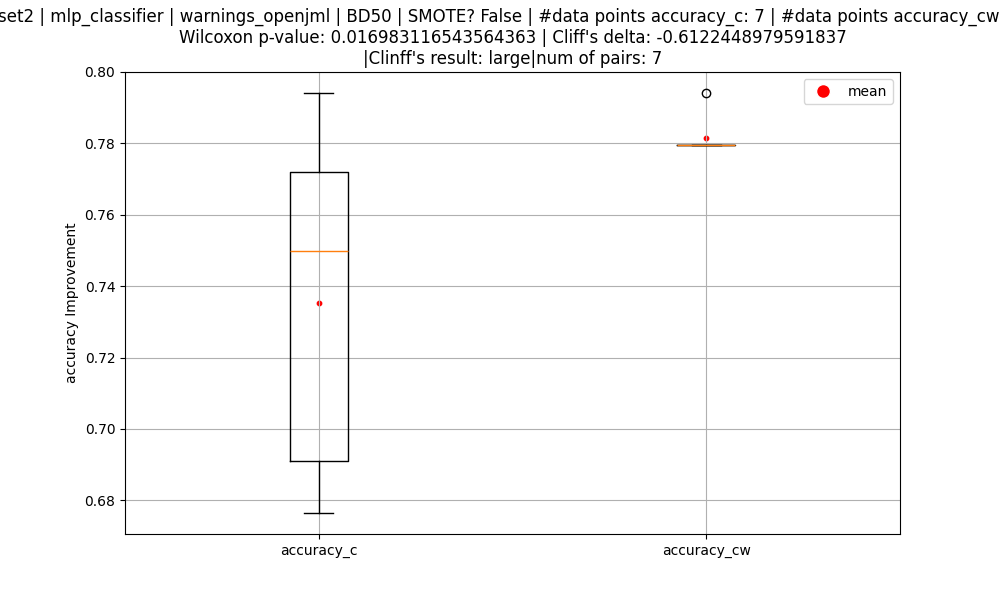 set2 | mlp_classifier | warnings_openjml | BD50 | SMOTE? False | #data points accuracy_c: 7 | #data points accuracy_cw
Wilcoxon p-value: 0.016983116543564363 | Cliff's delta: -0.6122448979591837
|Clinff's result: large|num of pairs: 7
mean
0.80
0.78
0.76
0.74
0.72
0.70
0.68
accuracy Improvement
accuracy_c
accuracy_cw